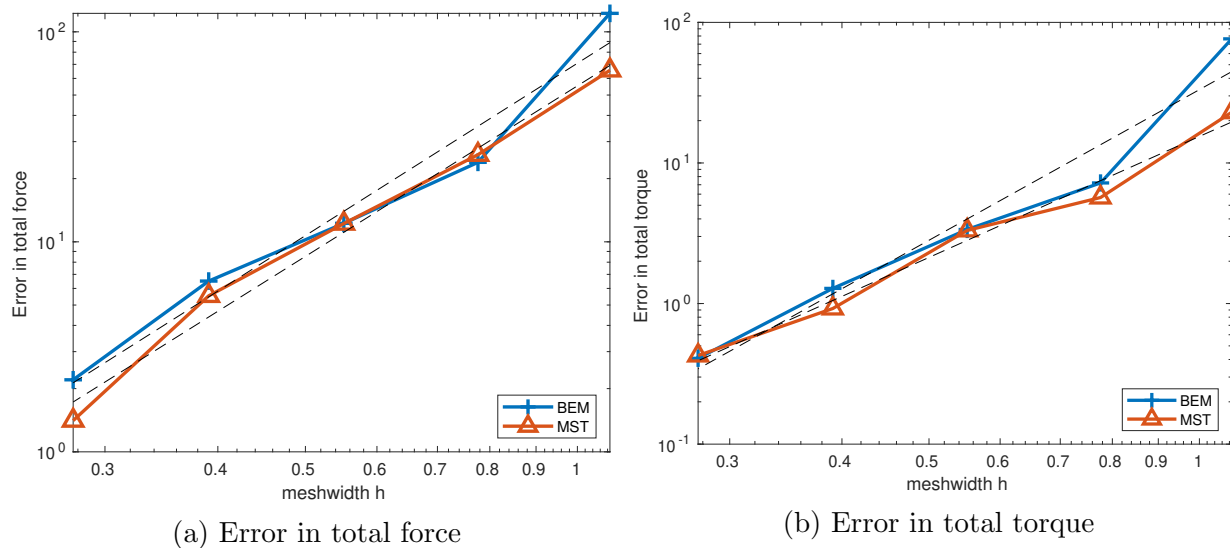 10^2
10^1
10^0
Error in total force
0.3 0.4 0.5 0.6 0.7 0.8 0.9 1
meshwidth h
BEM
MST
(a) Error in total force
10^2
10^1
10^0
10^-1
Error in total torque
0.3 0.4 0.5 0.6 0.7 0.8 0.9 1
meshwidth h
BEM
MST
(b) Error in total torque